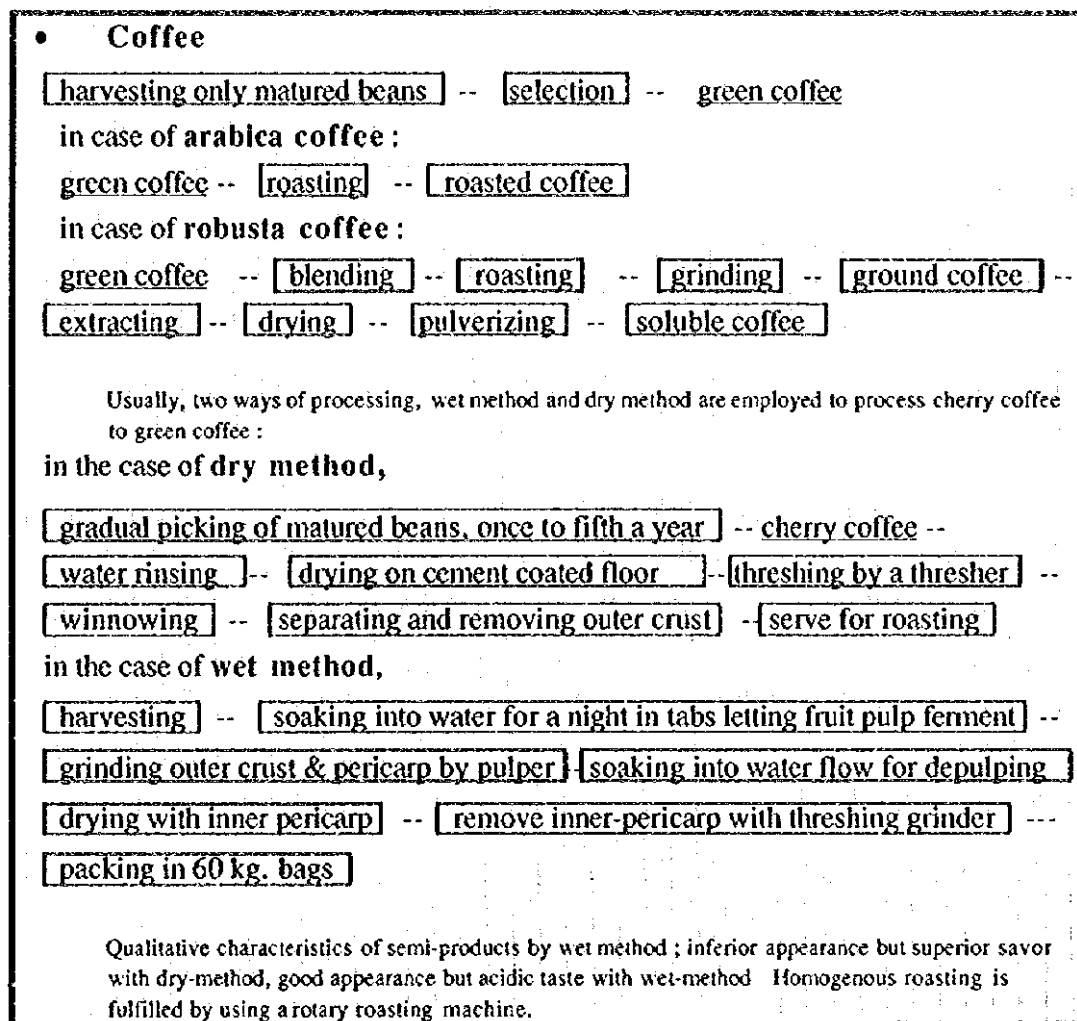 • Coffee
harvesting only matured beans -- selection -- green coffee
in case of arabica coffee :
green coffee -- roasting -- roasted coffee
in case of robusta coffee :
green coffee -- blending -- roasting -- grinding -- ground coffee --
extracting -- drying -- pulverizing -- soluble coffee
Usually, two ways of processing, wet method and dry method are employed to process cherry coffee
to green coffee :
in the case of dry method,
gradual picking of matured beans, once to fifth a year -- cherry coffee --
water rinsing -- drying on cement coated floor -- threshing by a thresher --
winnowing -- separating and removing outer crust - serve for roasting
in the case of wet method,
harvesting -- soaking into water for a night in tabs letting fruit pulp ferment --
grinding outer crust & pericarp by pulper - soaking into water flow for depulping
drying with inner pericarp -- remove inner-pericarp with threshing grinder ---
packing in 60 kg. bags
Qualitative characteristics of semi-products by wet method ; inferior appearance but superior savor
with dry-method, good appearance but acidic taste with wet-method Homogenous roasting is
fulfilled by using a rotary roasting machine.